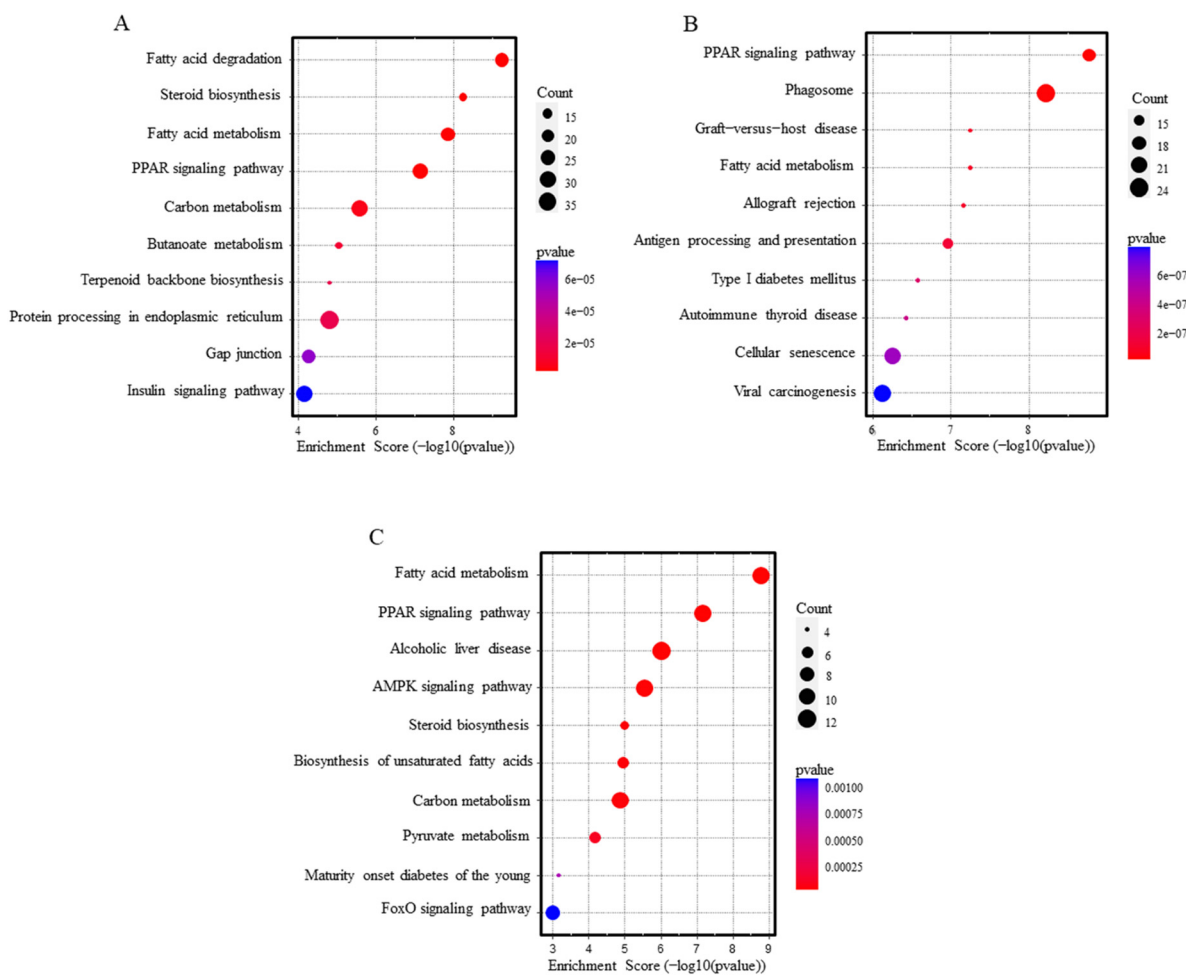 A
Fatty acid degradation
Steroid biosynthesis
Fatty acid metabolism
PPAR signaling pathway
Carbon metabolism
Butanoate metabolism
Terpenoid backbone biosynthesis
Protein processing in endoplasmic reticulum
Gap junction
Insulin signaling pathway
4 6 8
Enrichment Score (−log10(pvalue))
Count
15
20
25
30
35
pvalue
6e−05
4e−05
2e−05
B
PPAR signaling pathway
Phagosome
Graft−versus−host disease
Fatty acid metabolism
Allograft rejection
Antigen processing and presentation
Type I diabetes mellitus
Autoimmune thyroid disease
Cellular senescence
Viral carcinogenesis
6 7 8
Enrichment Score (−log10(pvalue))
Count
15
18
21
24
pvalue
6e−07
4e−07
2e−07
C
Fatty acid metabolism
PPAR signaling pathway
Alcoholic liver disease
AMPK signaling pathway
Steroid biosynthesis
Biosynthesis of unsaturated fatty acids
Carbon metabolism
Pyruvate metabolism
Maturity onset diabetes of the young
FoxO signaling pathway
3 4 5 6 7 8 9
Enrichment Score (−log10(pvalue))
Count
4
6
8
10
12
pvalue
0.00100
0.00075
0.00050
0.00025